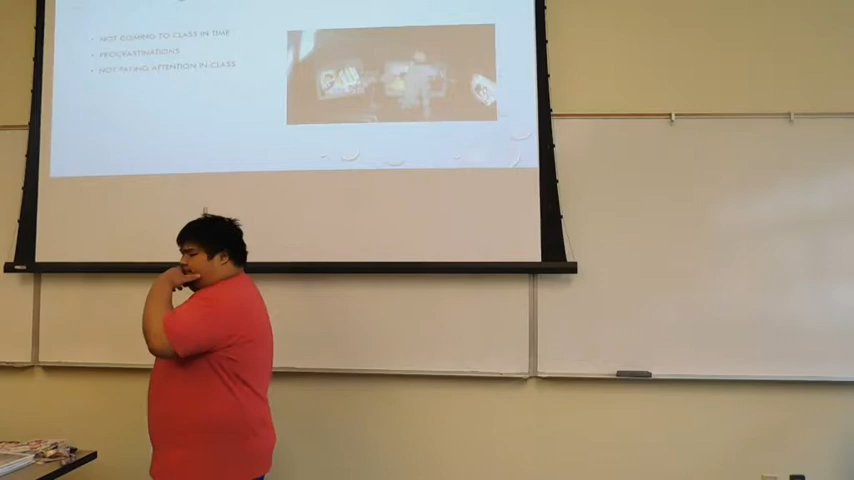 • NOT COMING TO CLASS IN TIME
• PROCRASTINATIONS
• NOT PAYING ATTENTION IN CLASS